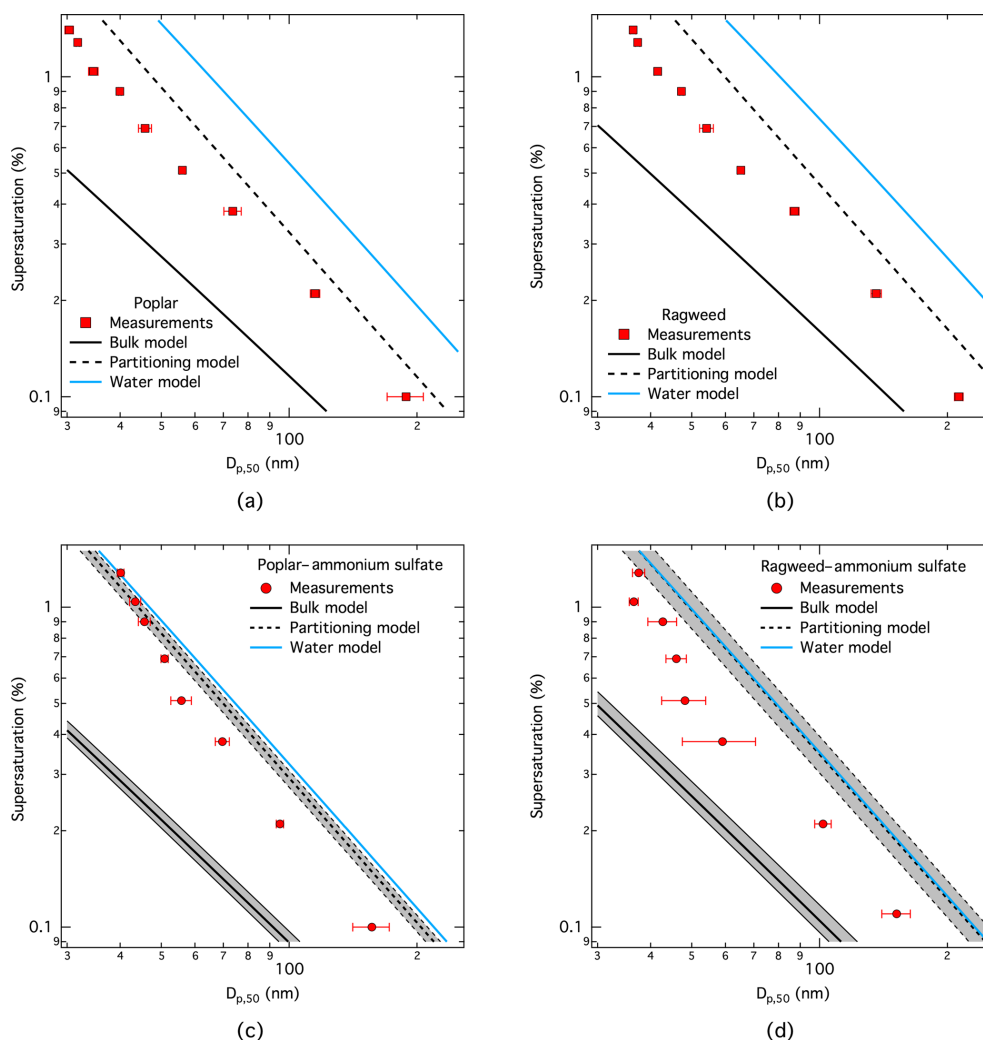 1
9
8
7
6
5
4
3
2
0.1
9
Supersaturation (%)
Poplar
Measurements
Bulk model
Partitioning model
Water model
3 4 5 6 7 8 9 100 2
D_p,50 (nm)
(a)
1
9
8
7
6
5
4
3
2
0.1
9
Supersaturation (%)
Ragweed
Measurements
Bulk model
Partitioning model
Water model
3 4 5 6 7 8 9 100 2
D_p,50 (nm)
(b)
1
9
8
7
6
5
4
3
2
0.1
9
Supersaturation (%)
Poplar–ammonium sulfate
Measurements
Bulk model
Partitioning model
Water model
3 4 5 6 7 8 9 100 2
D_p,50 (nm)
(c)
1
9
8
7
6
5
4
3
2
0.1
9
Supersaturation (%)
Ragweed–ammonium sulfate
Measurements
Bulk model
Partitioning model
Water model
3 4 5 6 7 8 9 100 2
D_p,50 (nm)
(d)